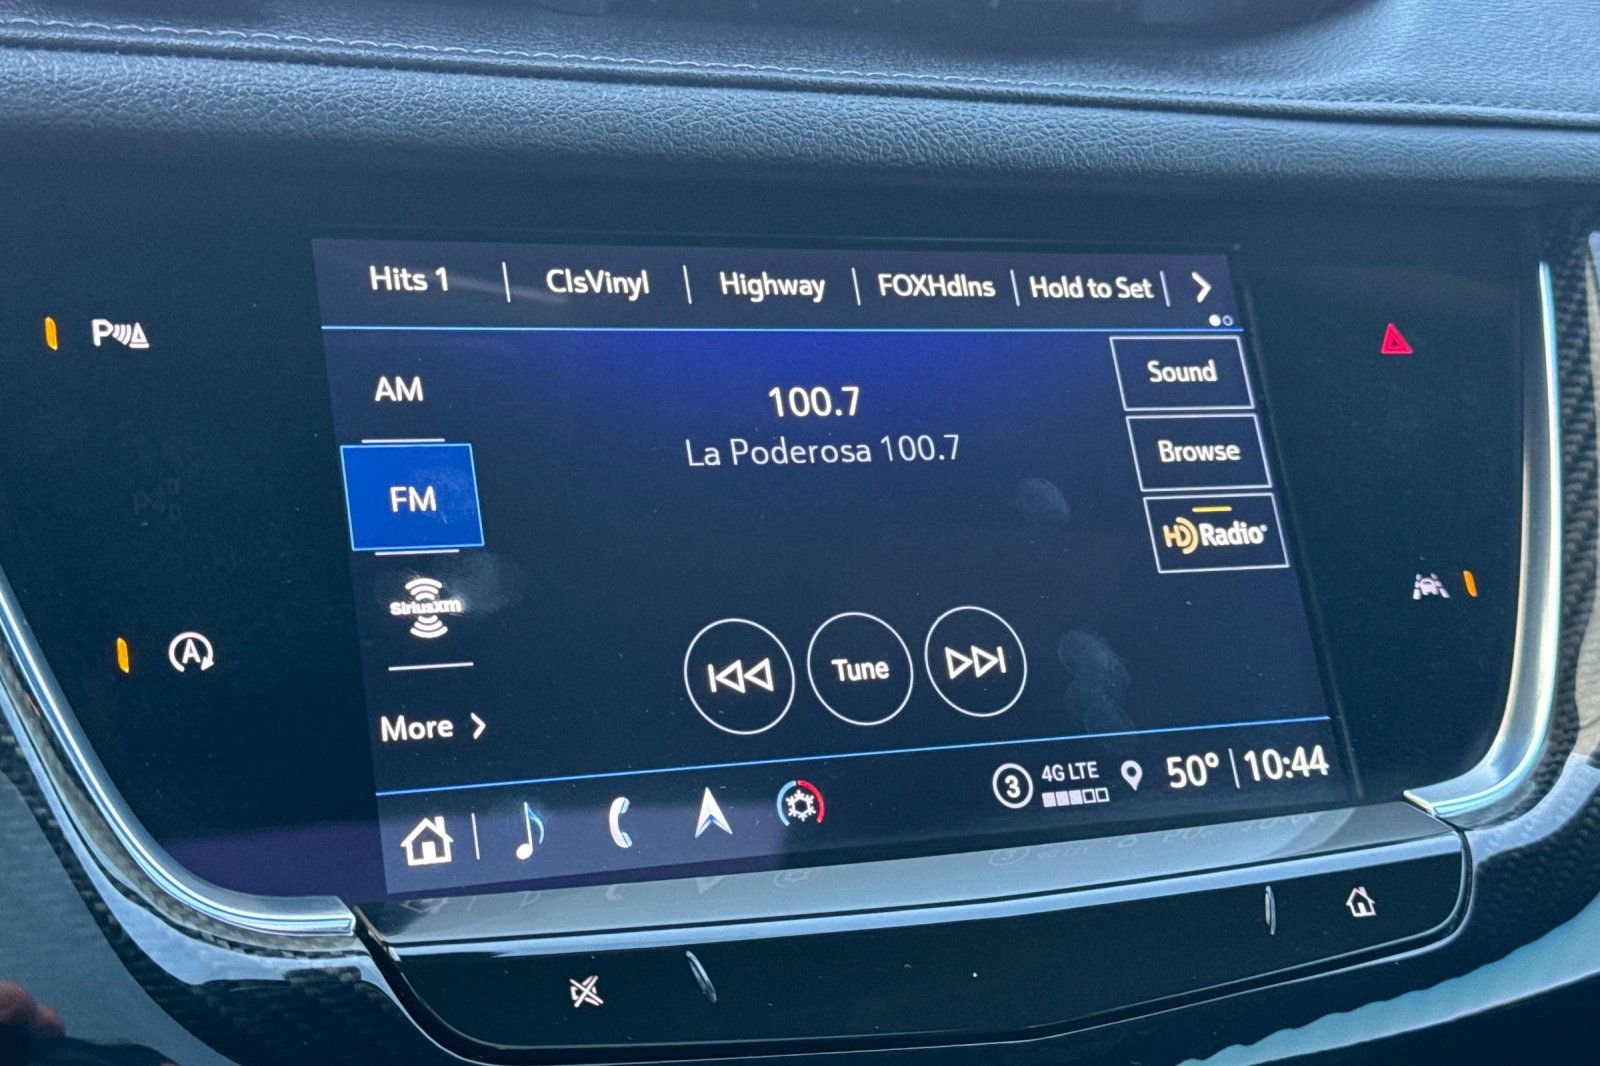 Hits 1 | ClsVinyl | Highway | FOXHdlns | Hold to Set |
P
AM
100.7
Sound
La Poderosa 100.7
Browse
FM
HD Radio
SiriusXm
A
Tune
More
3 4G LTE 50° | 10:44